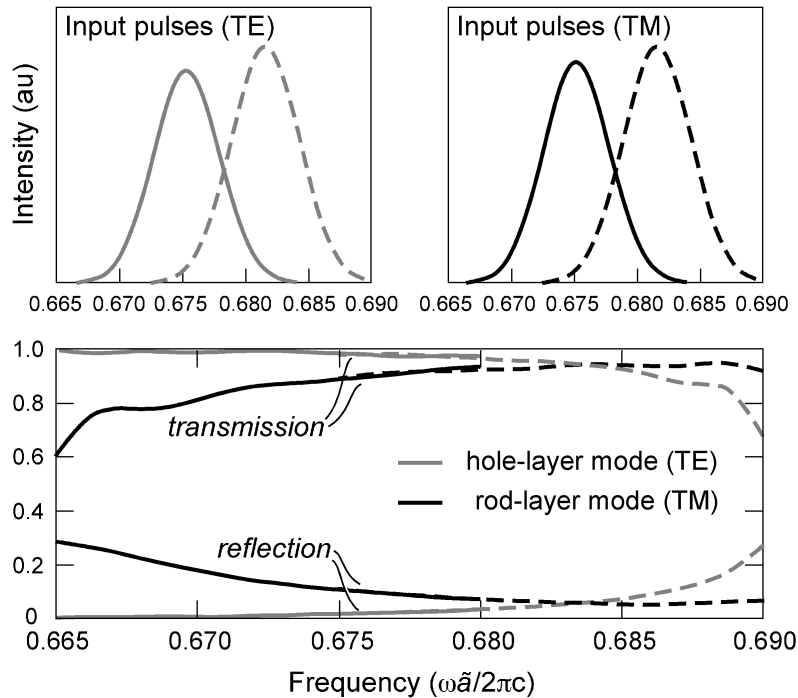 Input pulses (TE)
Input pulses (TM)
Intensity (au)
0.665 0.670 0.675 0.680 0.685 0.690
0.665 0.670 0.675 0.680 0.685 0.690
1.0
0.8
0.6
0.4
0.2
0
transmission
hole-layer mode (TE)
rod-layer mode (TM)
reflection
0.665 0.670 0.675 0.680 0.685 0.690
Frequency (ωã/2πc)